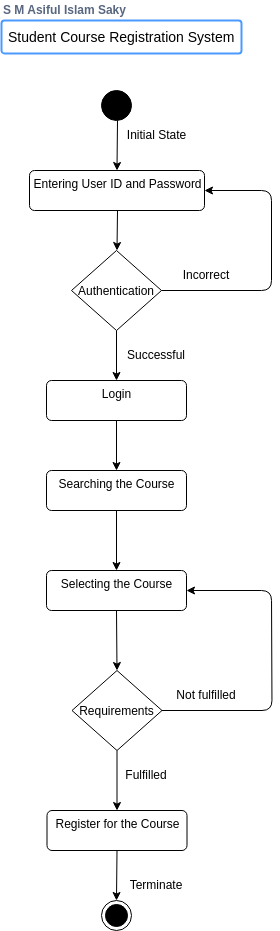 S M Asiful Islam Saky
Student Course Registration System
Initial State
Entering User ID and Password
Incorrect
Authentication
Successful
Login
Searching the Course
Selecting the Course
Not fulfilled
Requirements
Fulfilled
Register for the Course
Terminate